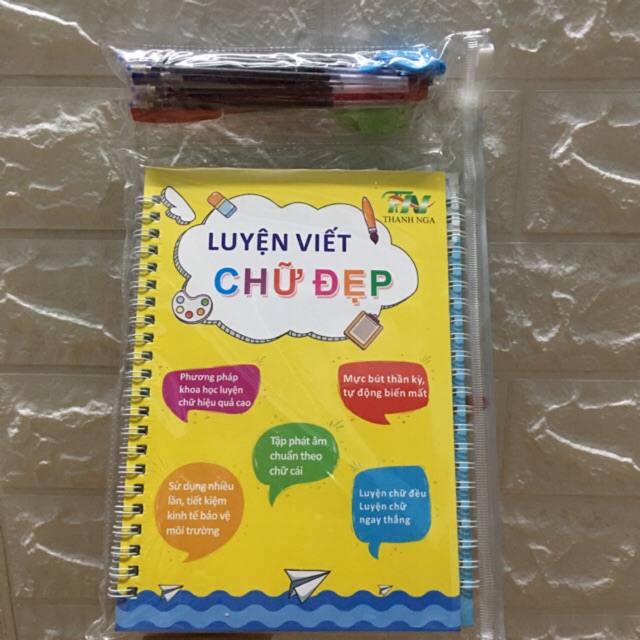 TN
THANH NGA
LUYỆN VIẾT
CHỮ ĐẸP
Phương pháp
khoa học luyện
chữ hiệu quả cao
Mực bút thần kỳ,
tự động biến mất
Tập phát âm
chuẩn theo
chữ cái
Sử dụng nhiều
lần, tiết kiệm
kinh tế bảo vệ
môi trường
Luyện chữ đều
Luyện chữ
ngay thẳng